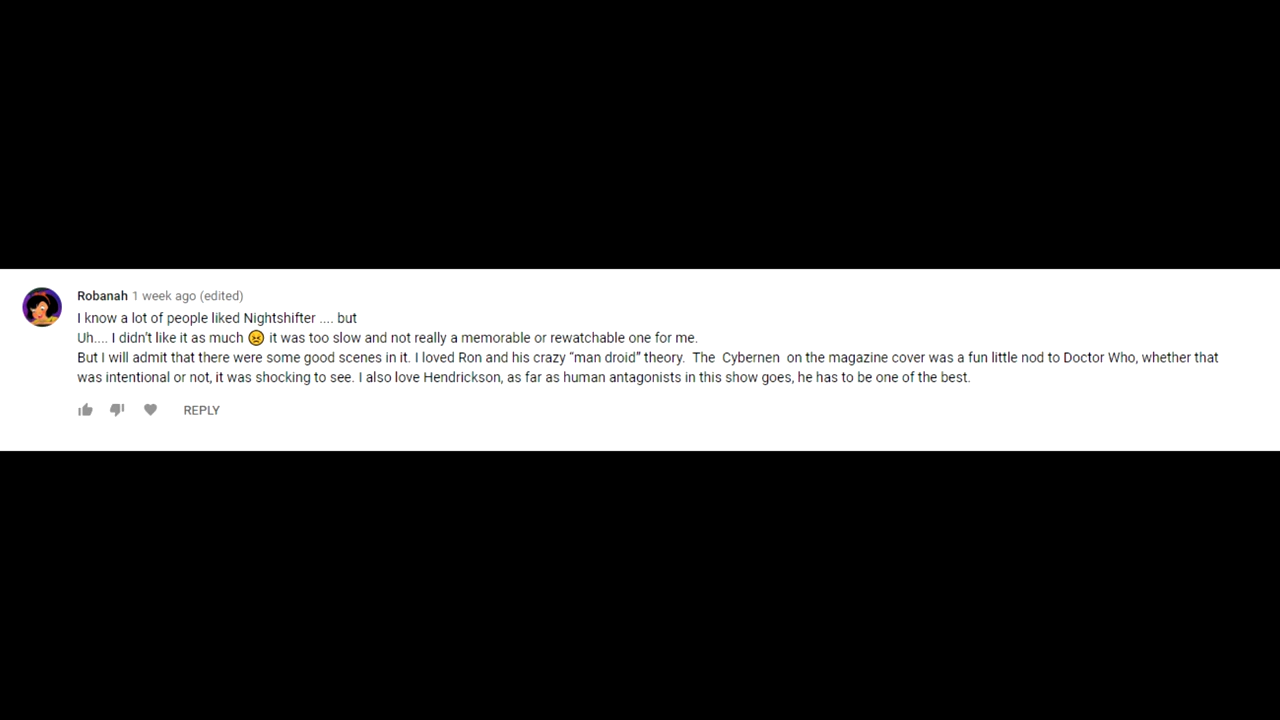 Robanah 1 week ago (edited)
I know a lot of people liked Nightshifter .... but
Uh.... I didn’t like it as much 😣 it was too slow and not really a memorable or rewatchable one for me.
But I will admit that there were some good scenes in it. I loved Ron and his crazy “man droid” theory.  The  Cybernen  on the magazine cover was a fun little nod to Doctor Who, whether that
was intentional or not, it was shocking to see. I also love Hendrickson, as far as human antagonists in this show goes, he has to be one of the best.
REPLY